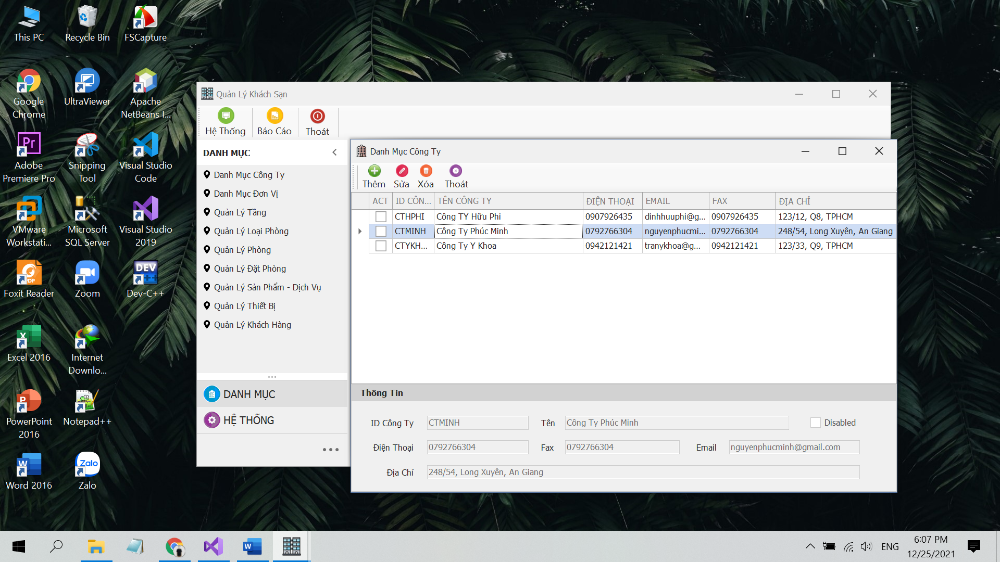 This PC
Recycle Bin
FSCapture
Google
Chrome
UltraViewer
Apache
NetBeans I...
Adobe
Premiere Pro
Snipping
Tool
Visual Studio
Code
VMware
Workstati...
Microsoft
SQL Server
Visual Studio
2019
Foxit Reader
Zoom
Dev-C++
Excel 2016
Internet
Downlo...
PowerPoint
2016
Notepad++
Word 2016
Zalo
Quản Lý Khách Sạn
Hệ Thống
Báo Cáo
Thoát
DANH MỤC
Danh Mục Công Ty
Danh Mục Đơn Vị
Quản Lý Tầng
Quản Lý Loại Phòng
Quản Lý Phòng
Quản Lý Đặt Phòng
Quản Lý Sản Phẩm - Dịch Vụ
Quản Lý Thiết Bị
Quản Lý Khách Hàng
DANH MỤC
HỆ THỐNG
Danh Mục Công Ty
Thêm Sửa Xóa Thoát
ACT ID CÔN... TÊN CÔNG TY ĐIỆN THOẠI EMAIL FAX ĐỊA CHỈ
CTHPHI Công TY Hữu Phi 0907926435 dinhhuuphi@g... 0907926435 123/12, Q8, TPHCM
CTMINH Công Ty Phúc Minh 0792766304 nguyenphucmi... 0792766304 248/54, Long Xuyên, An Giang
CTYKH... Công Ty Y Khoa 0942121421 tranykhoa@g... 0942121421 123/33, Q9, TPHCM
Thông Tin
ID Công Ty CTMINH Tên Công Ty Phúc Minh Disabled
Điện Thoại 0792766304 Fax 0792766304 Email nguyenphucminh@gmail.com
Địa Chỉ 248/54, Long Xuyên, An Giang
ENG
6:07 PM
12/25/2021